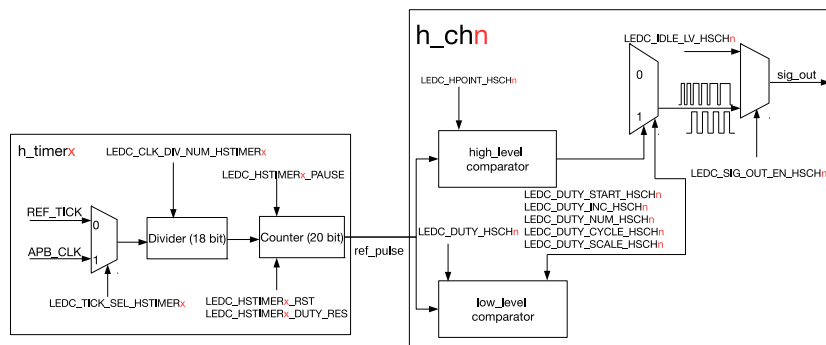 h_timerx
LEDC_CLK_DIV_NUM_HSTIMERx
LEDC_HSTIMERx_PAUSE
REF_TICK
0
APB_CLK
1
Divider (18 bit)
Counter (20 bit)
LEDC_TICK_SEL_HSTIMERx
LEDC_HSTIMERx_RST
LEDC_HSTIMERx_DUTY_RES
ref_pulse
h_chn
LEDC_HPOINT_HSCHn
high_level
comparator
LEDC_DUTY_HSCHn
low_level
comparator
LEDC_DUTY_START_HSCHn
LEDC_DUTY_INC_HSCHn
LEDC_DUTY_NUM_HSCHn
LEDC_DUTY_CYCLE_HSCHn
LEDC_DUTY_SCALE_HSCHn
0
1
LEDC_IDLE_LV_HSCHn
sig_out
LEDC_SIG_OUT_EN_HSCHn